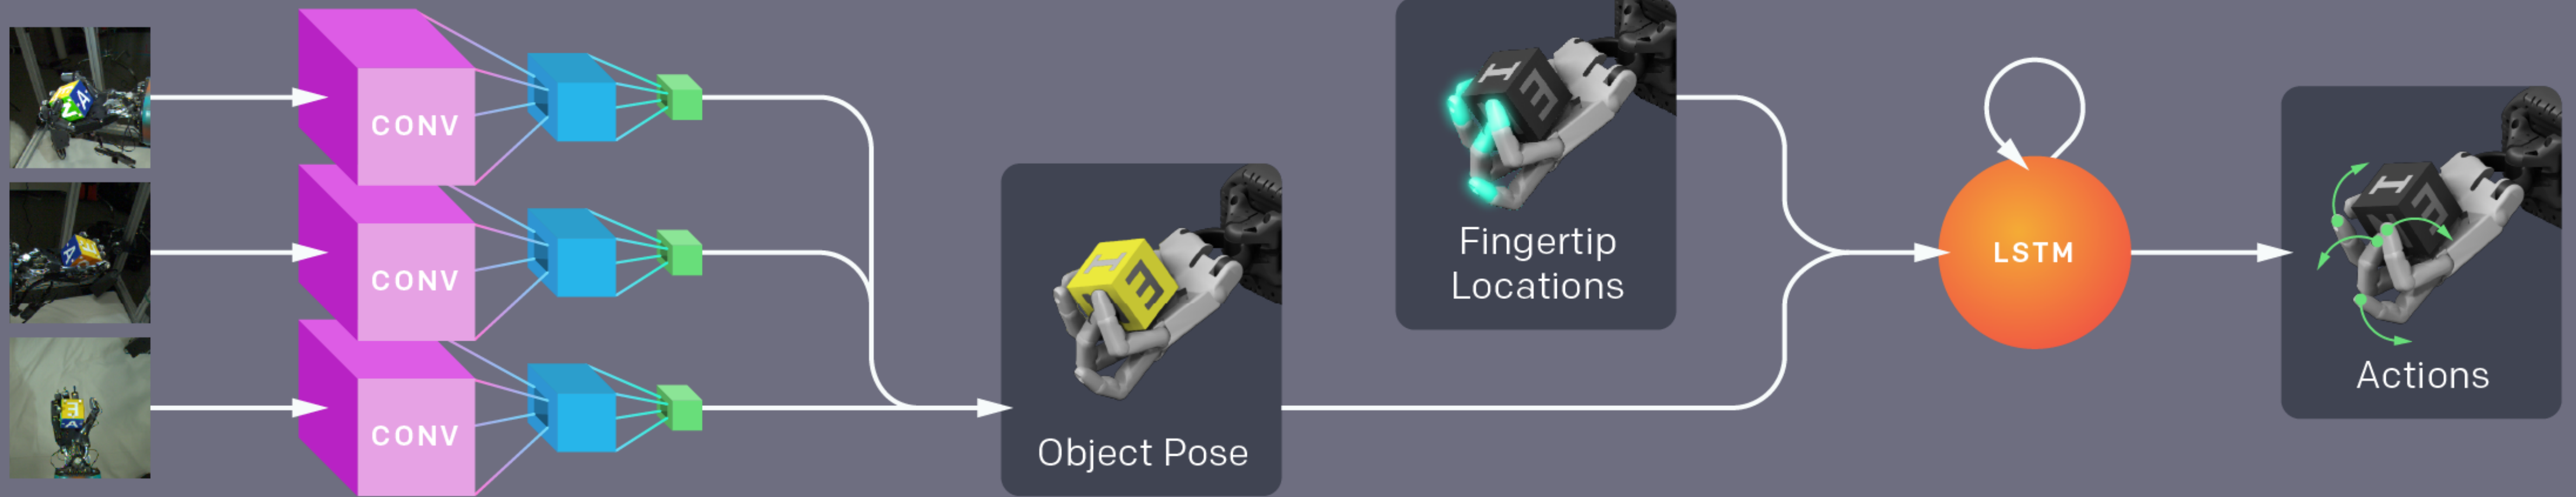 CONV
CONV
CONV
Object Pose
Fingertip
Locations
LSTM
Actions